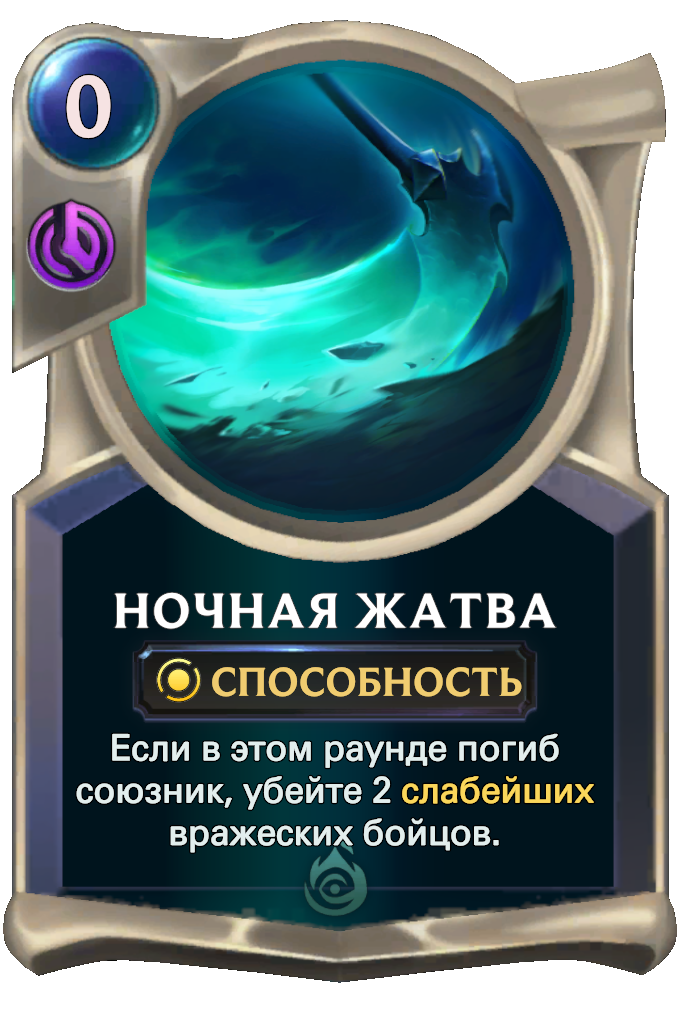 0
НОЧНАЯ ЖАТВА
СПОСОБНОСТЬ
Если в этом раунде погиб
союзник, убейте 2 слабейших
вражеских бойцов.